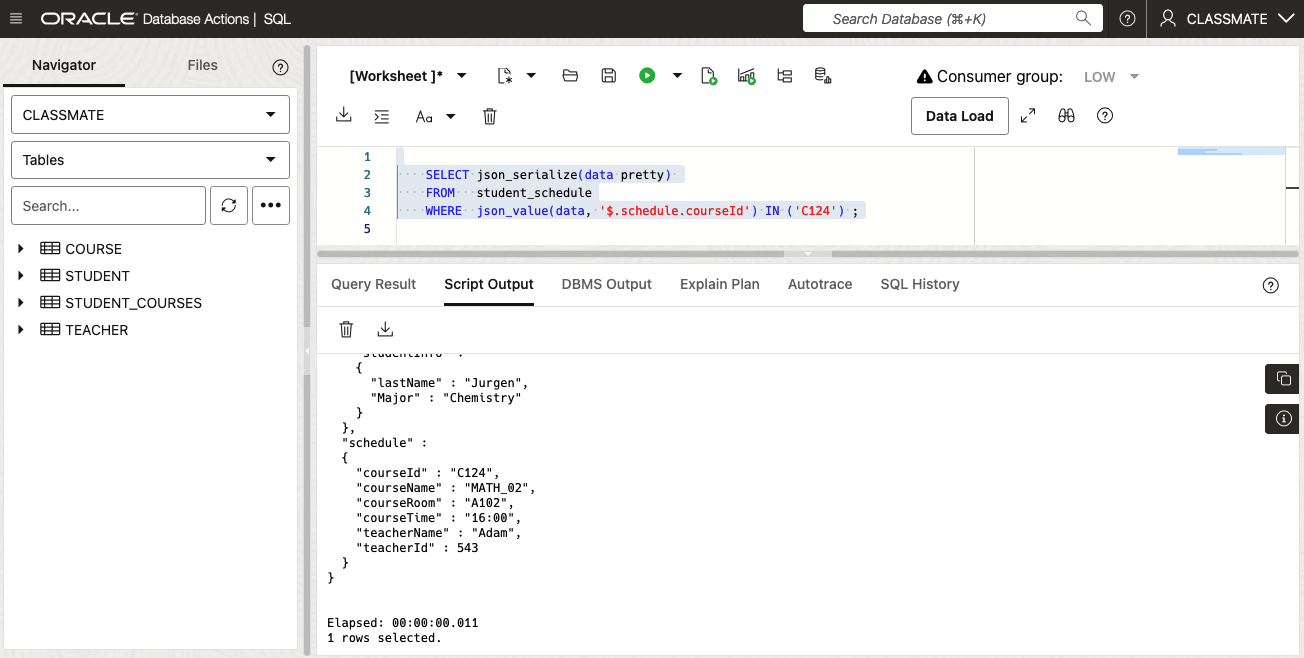 ORACLE Database Actions | SQL
Search Database (⌘+K)
CLASSMATE
Navigator
Files
CLASSMATE
Tables
Search...
COURSE
STUDENT
STUDENT_COURSES
TEACHER
[Worksheet ]*
Consumer group:
LOW
Aa
Data Load
1
2 SELECT json_serialize(data pretty)
3 FROM student_schedule
4 WHERE json_value(data, '$.schedule.courseId') IN ('C124') ;
5
Query Result
Script Output
DBMS Output
Explain Plan
Autotrace
SQL History
"studentInfo" :
{
"lastName" : "Jurgen",
"Major" : "Chemistry"
}
},
"schedule" :
{
"courseId" : "C124",
"courseName" : "MATH_02",
"courseRoom" : "A102",
"courseTime" : "16:00",
"teacherName" : "Adam",
"teacherId" : 543
}
}
Elapsed: 00:00:00.011
1 rows selected.